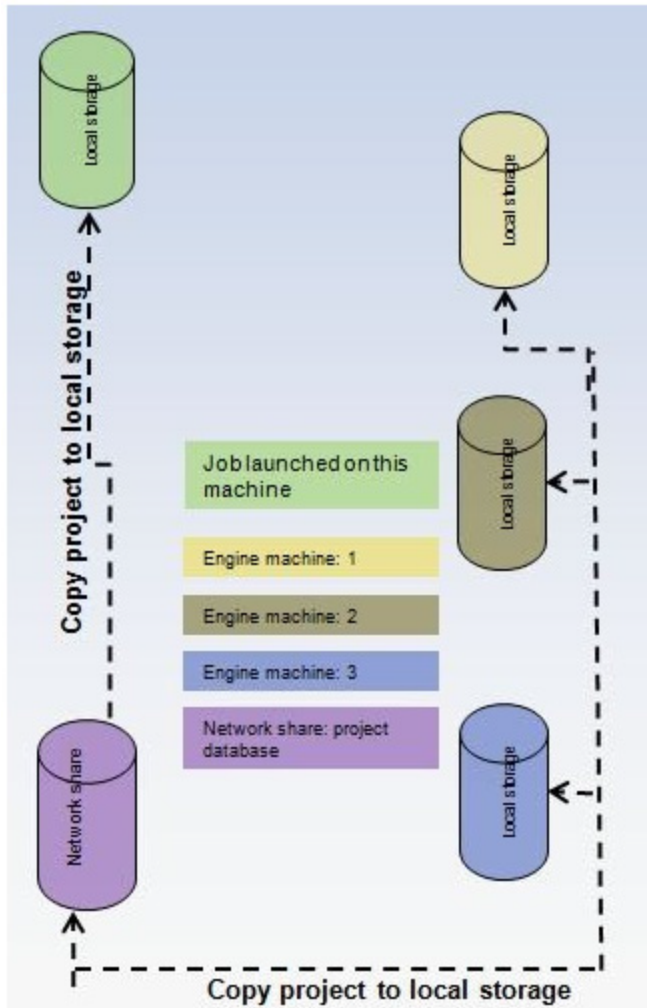 Local storage
Local storage
Copy project to local storage
Local storage
Job launched on this
machine
Engine machine: 1
Engine machine: 2
Engine machine: 3
Network share: project
database
Local storage
Network share
Copy project to local storage